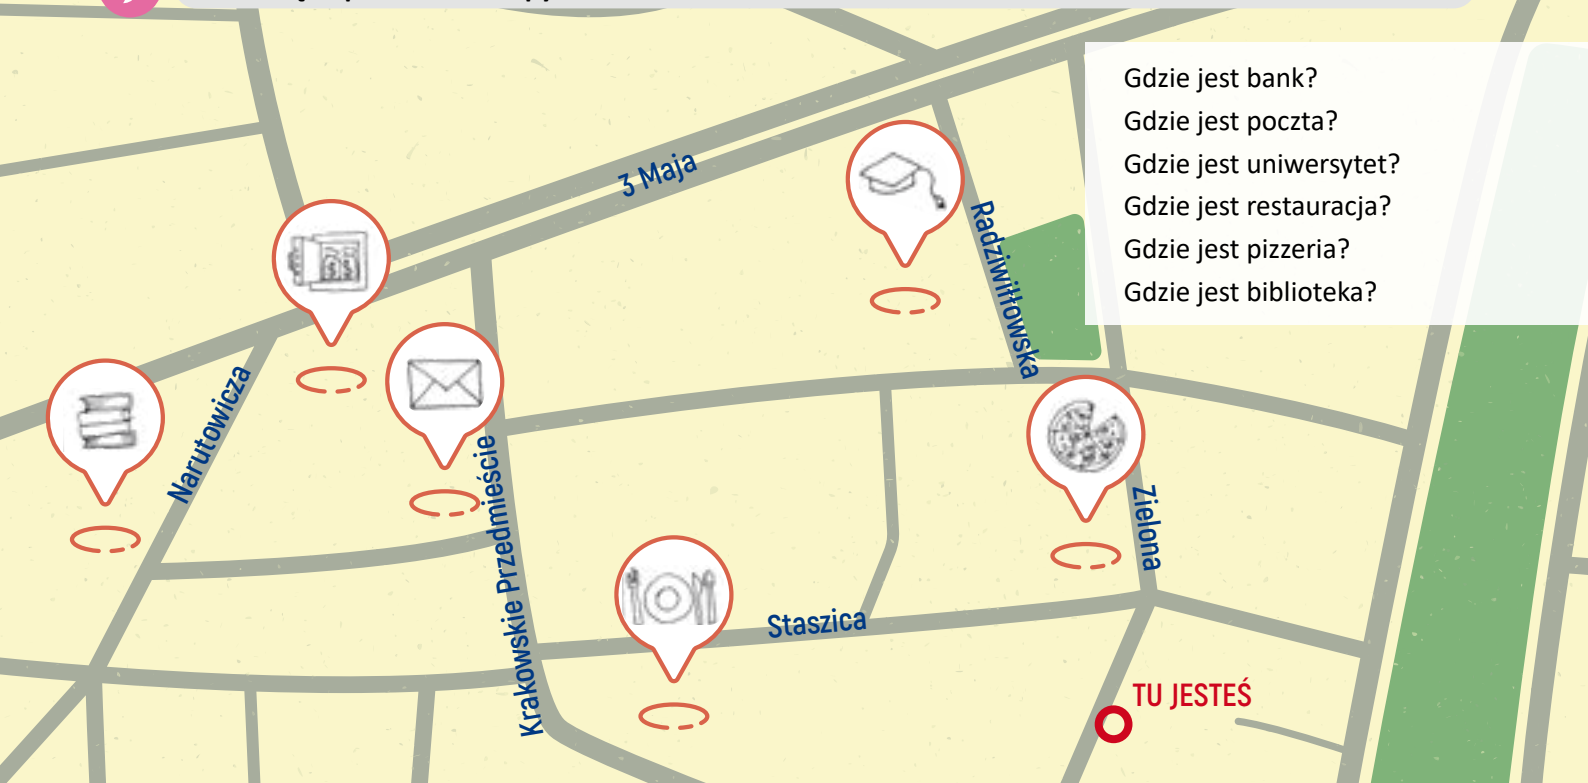 Gdzie jest bank?
Gdzie jest poczta?
Gdzie jest uniwersytet?
Gdzie jest restauracja?
Gdzie jest pizzeria?
Gdzie jest biblioteka?
3 Maja
Radziwiłłowska
Narutowicza
Krakowskie Przedmieście
Zielona
Staszica
TU JESTEŚ